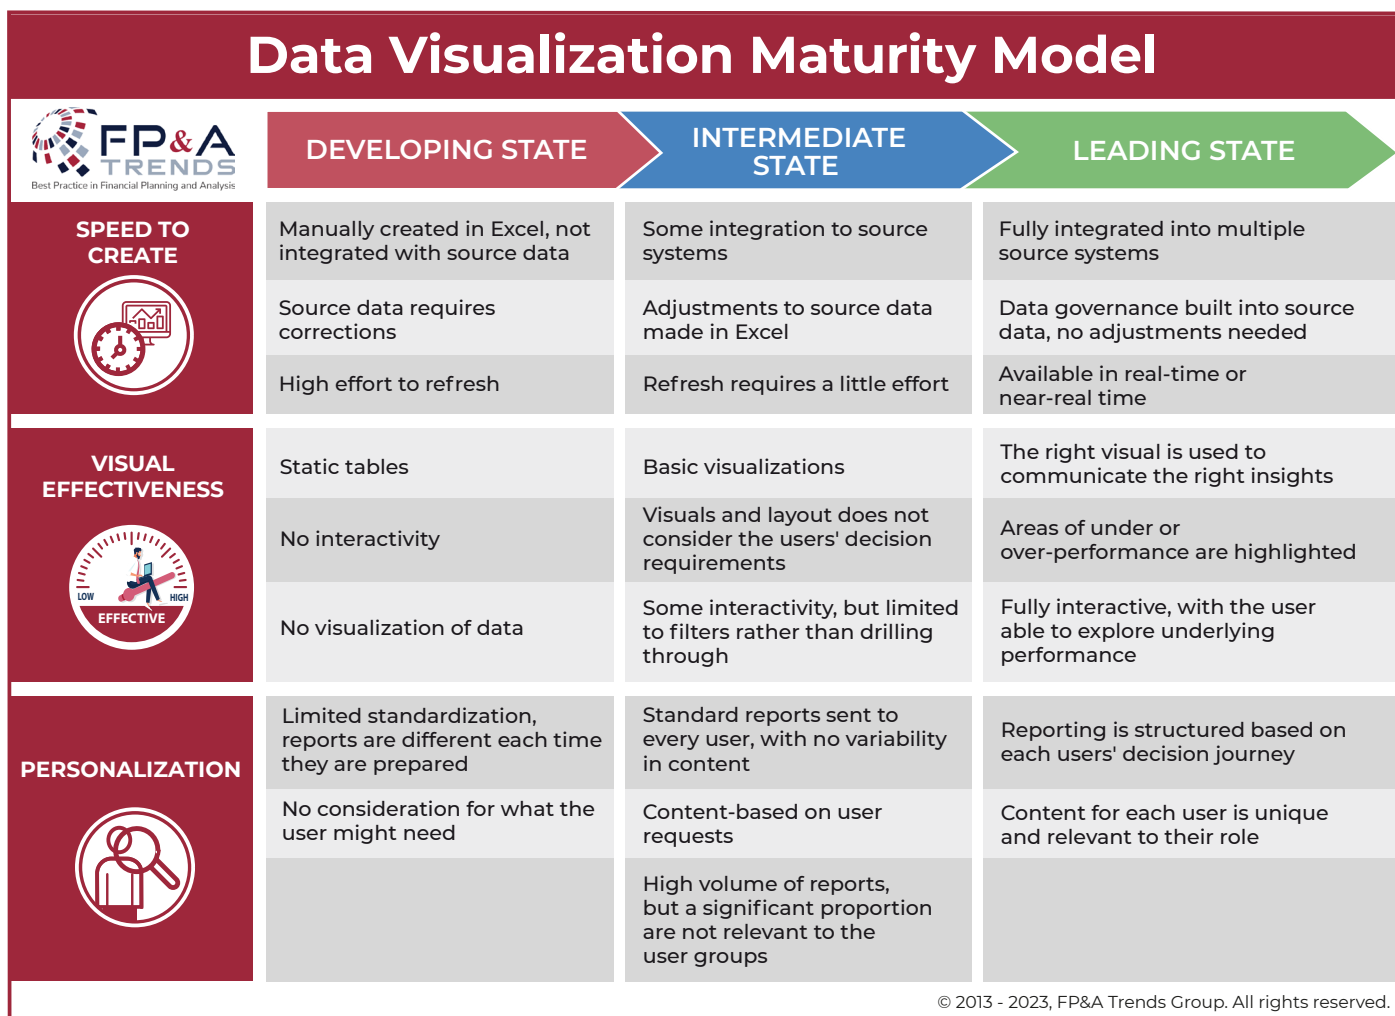 Data Visualization Maturity Model
FP&A
TRENDS
Best Practice in Financial Planning and Analysis
DEVELOPING STATE
INTERMEDIATE
STATE
LEADING STATE
SPEED TO
CREATE
Manually created in Excel, not
integrated with source data
Some integration to source
systems
Fully integrated into multiple
source systems
Source data requires
corrections
Adjustments to source data
made in Excel
Data governance built into source
data, no adjustments needed
High effort to refresh
Refresh requires a little effort
Available in real-time or
near-real time
VISUAL
EFFECTIVENESS
LOW
HIGH
EFFECTIVE
Static tables
Basic visualizations
The right visual is used to
communicate the right insights
No interactivity
Visuals and layout does not
consider the users' decision
requirements
Areas of under or
over-performance are highlighted
No visualization of data
Some interactivity, but limited
to filters rather than drilling
through
Fully interactive, with the user
able to explore underlying
performance
PERSONALIZATION
Limited standardization,
reports are different each time
they are prepared
Standard reports sent to
every user, with no variability
in content
Reporting is structured based on
each users' decision journey
No consideration for what the
user might need
Content-based on user
requests
Content for each user is unique
and relevant to their role
High volume of reports,
but a significant proportion
are not relevant to the
user groups
© 2013 - 2023, FP&A Trends Group. All rights reserved.